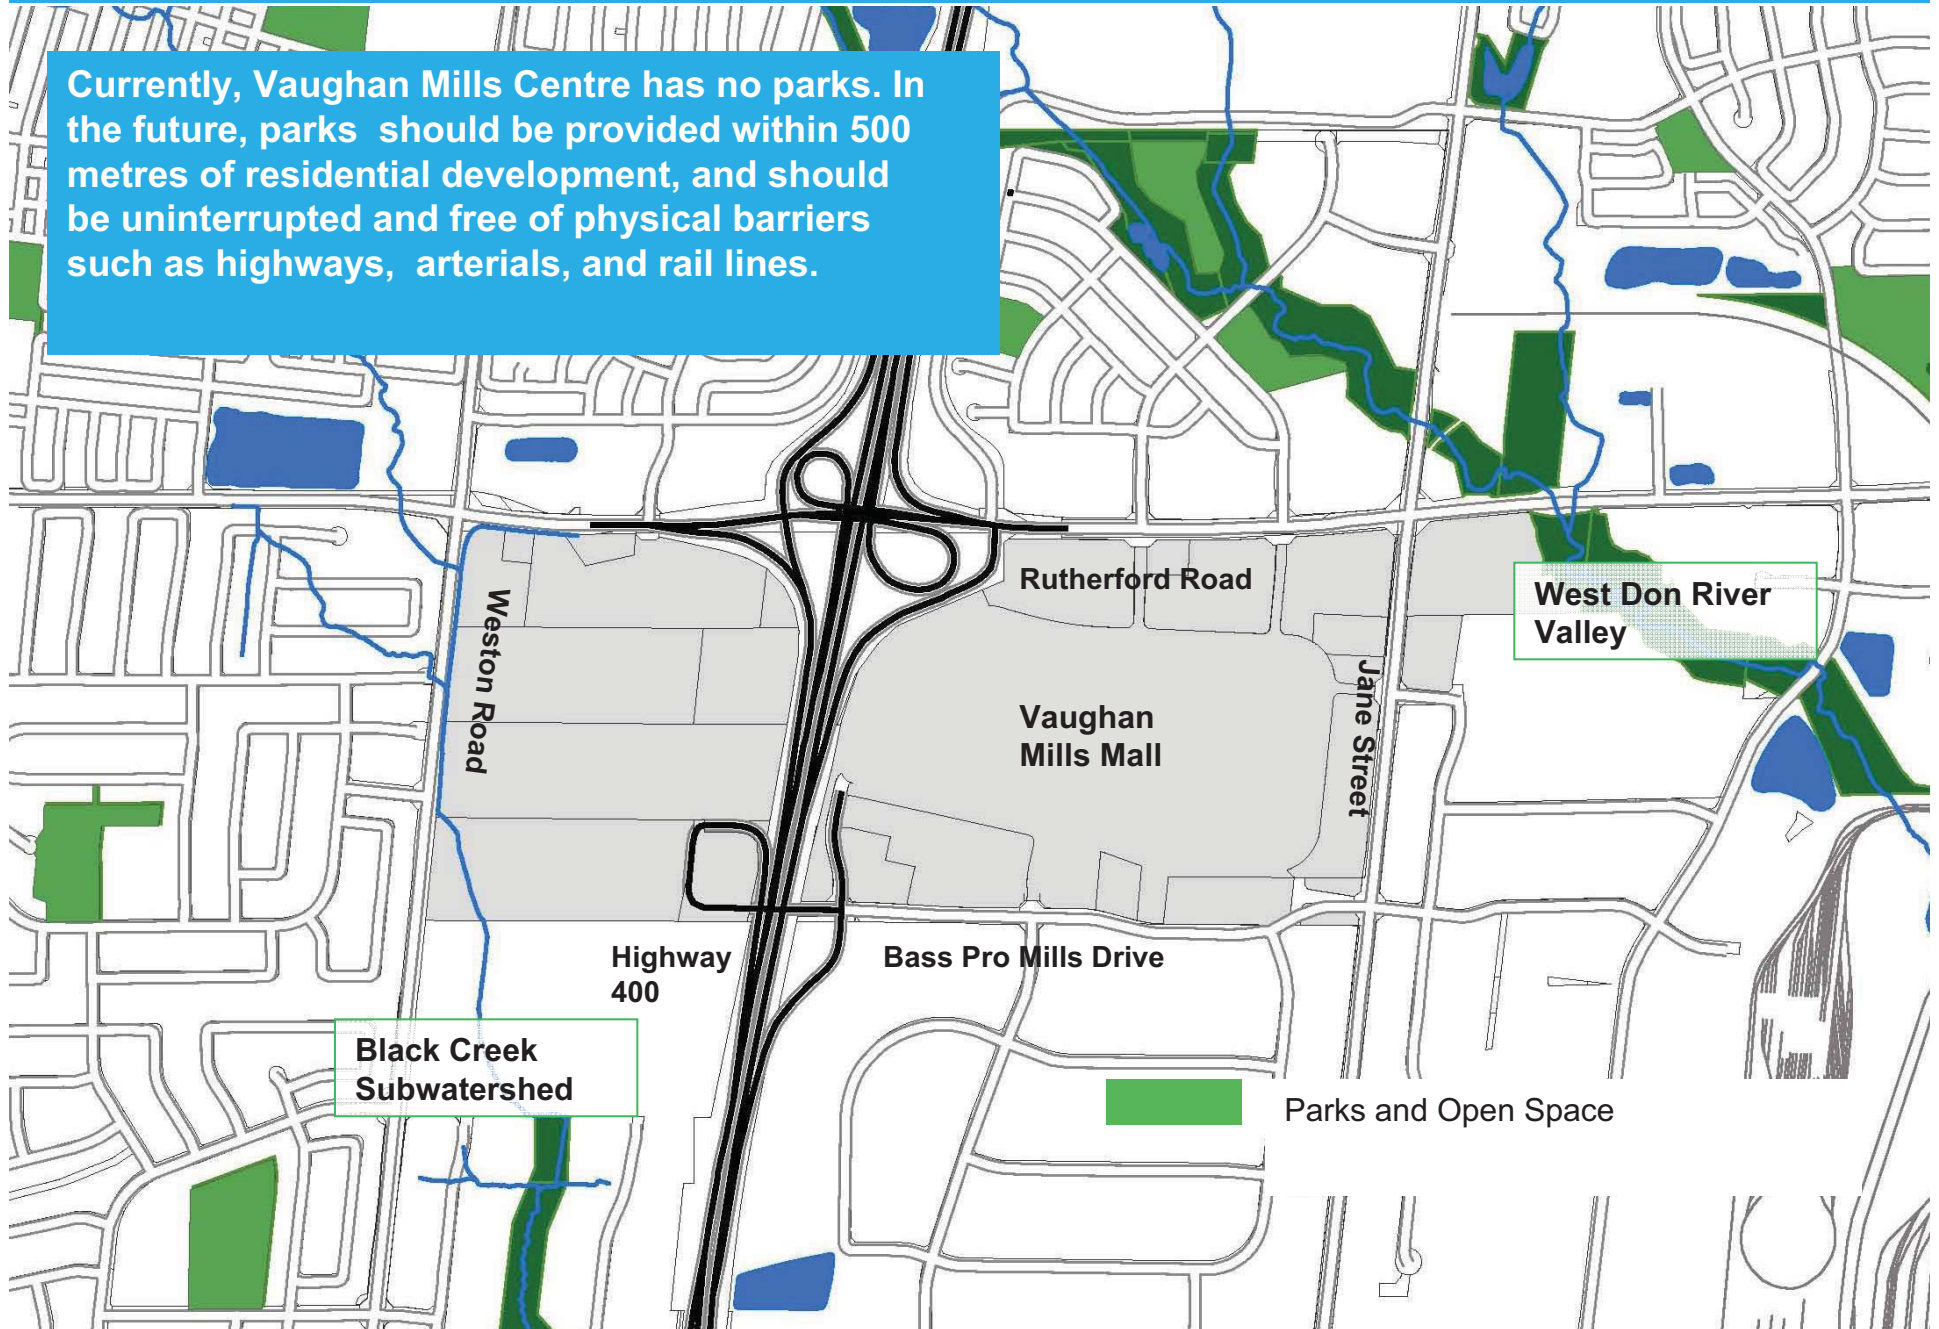 Currently, Vaughan Mills Centre has no parks. In
the future, parks  should be provided within 500
metres of residential development, and should
be uninterrupted and free of physical barriers
such as highways,  arterials, and rail lines.
Rutherford Road
West Don River
Valley
Weston Road
Vaughan
Mills Mall
Jane Street
Highway
400
Bass Pro Mills Drive
Black Creek
Subwatershed
Parks and Open Space